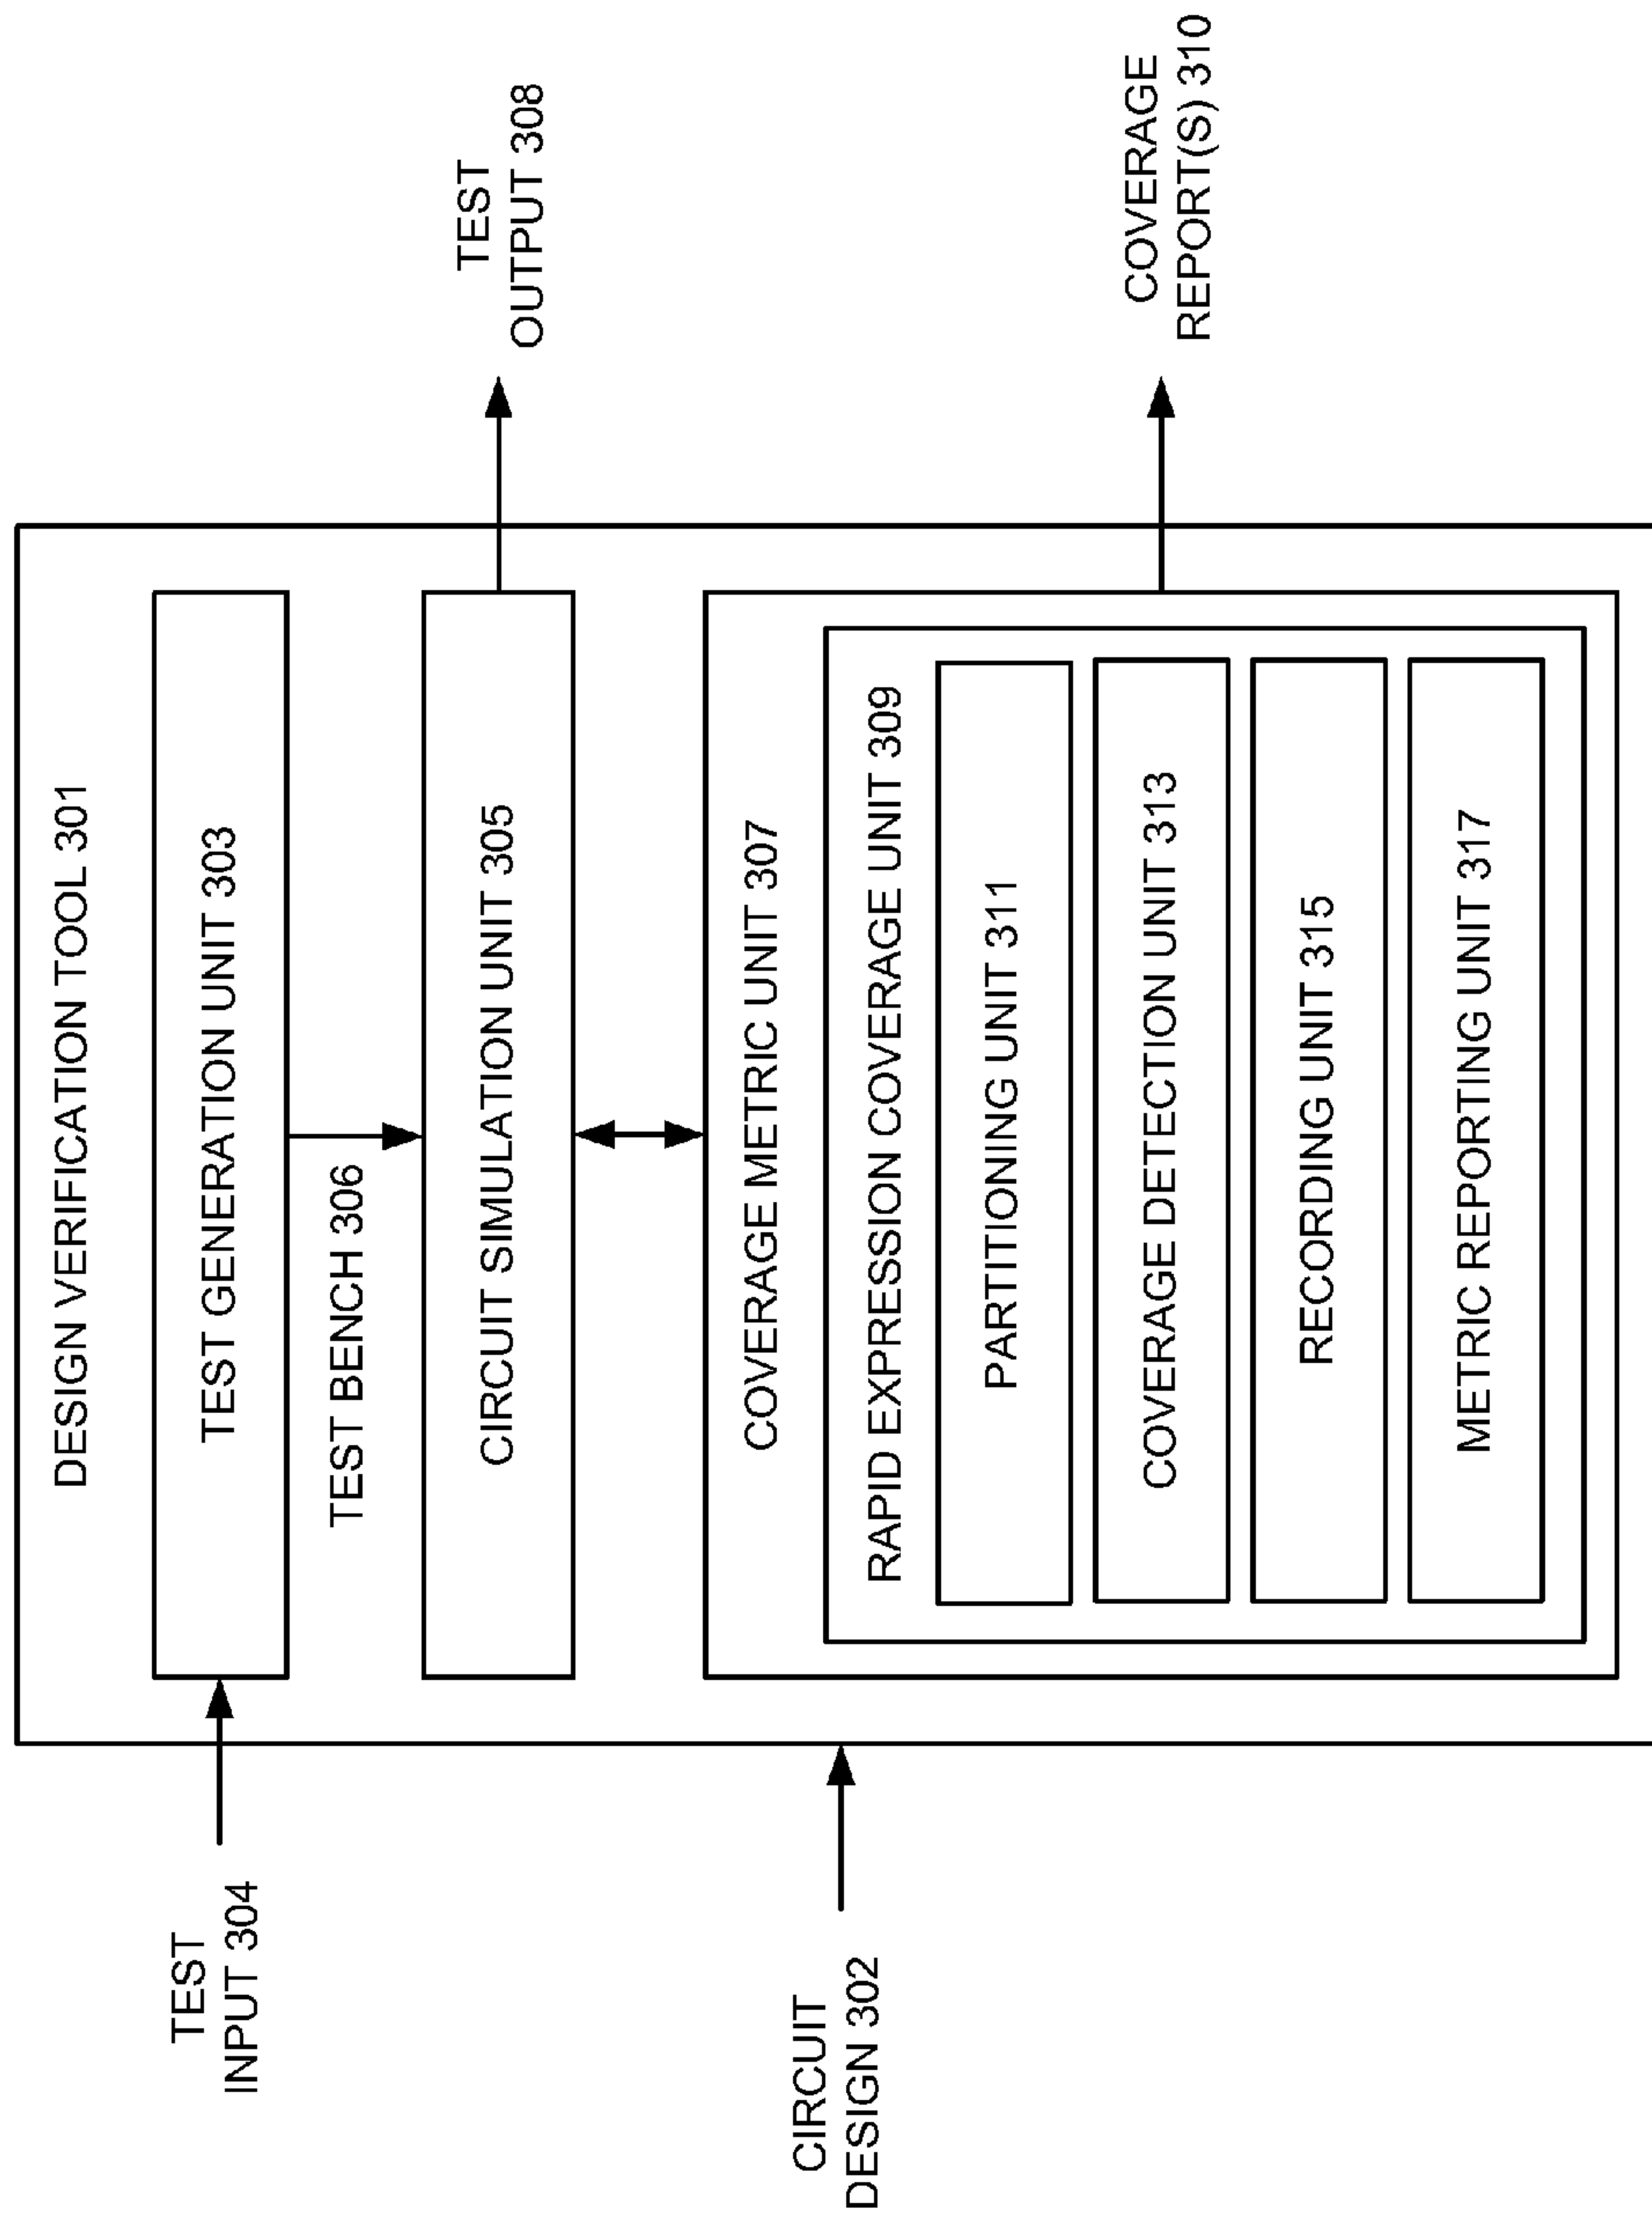 DESIGN VERIFICATION TOOL 301
TEST
INPUT 304
TEST GENERATION UNIT 303
TEST BENCH 306
CIRCUIT SIMULATION UNIT 305
TEST
OUTPUT 308
CIRCUIT
DESIGN 302
COVERAGE METRIC UNIT 307
RAPID EXPRESSION COVERAGE UNIT 309
PARTITIONING UNIT 311
COVERAGE DETECTION UNIT 313
RECORDING UNIT 315
METRIC REPORTING UNIT 317
COVERAGE
REPORT(S) 310